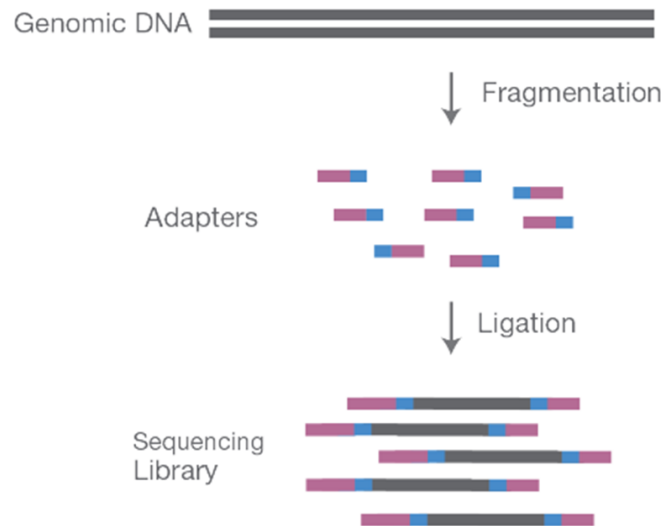 Genomic DNA
Fragmentation
Adapters
Ligation
Sequencing
Library